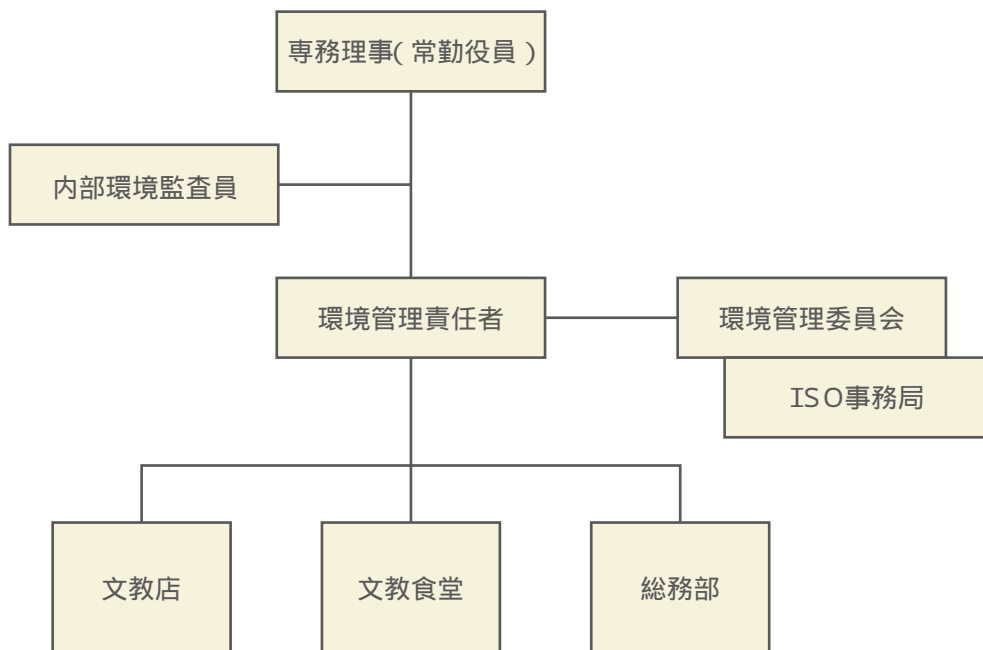 専務理事(常勤役員)
内部環境監査員
環境管理責任者
環境管理委員会
ISO事務局
文教店
文教食堂
総務部